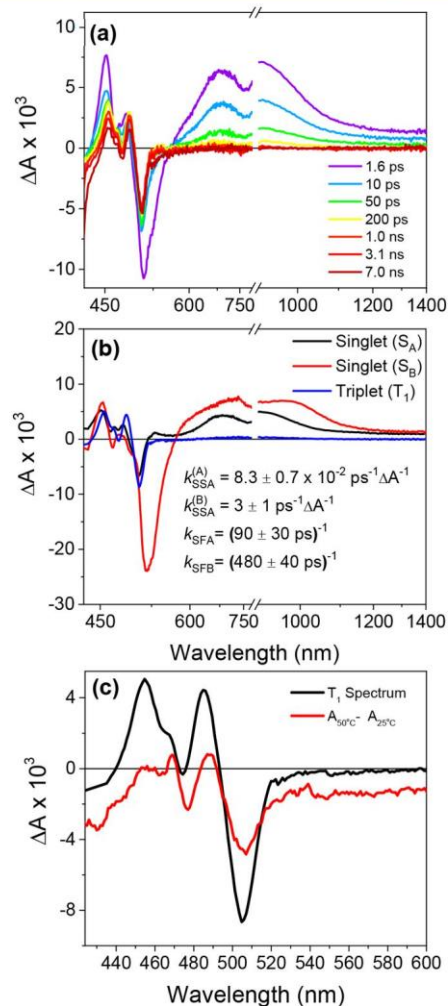 (a)
10
5
0
-5
-10
ΔA x 10³
1.6 ps
10 ps
50 ps
200 ps
1.0 ns
3.1 ns
7.0 ns
450 600 750 1000 1200 1400
(b)
20
10
0
-10
-20
-30
ΔA x 10³
Singlet (S_A)
Singlet (S_B)
Triplet (T₁)
k_SSA^(A) = 8.3 ± 0.7 x 10⁻² ps⁻¹ΔA⁻¹
k_SSA^(B) = 3 ± 1 ps⁻¹ΔA⁻¹
k_SFA = (90 ± 30 ps)⁻¹
k_SFB = (480 ± 40 ps)⁻¹
450 600 750 1000 1200 1400
Wavelength (nm)
(c)
4
0
-4
-8
ΔA x 10³
T₁ Spectrum
A_50°C - A_25°C
440 460 480 500 520 540 560 580 600
Wavelength (nm)